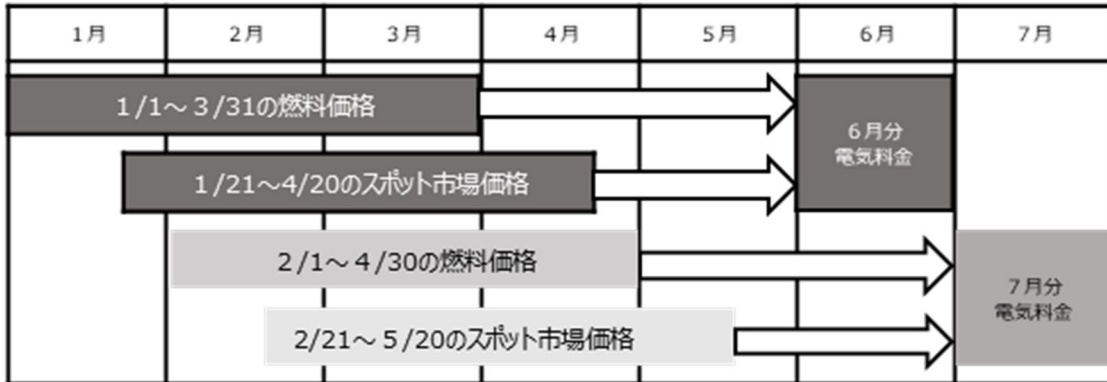 1月 2月 3月 4月 5月 6月 7月
1/1～3/31の燃料価格
6月分
電気料金
1/21～4/20のスポット市場価格
2/1～4/30の燃料価格
7月分
電気料金
2/21～5/20のスポット市場価格